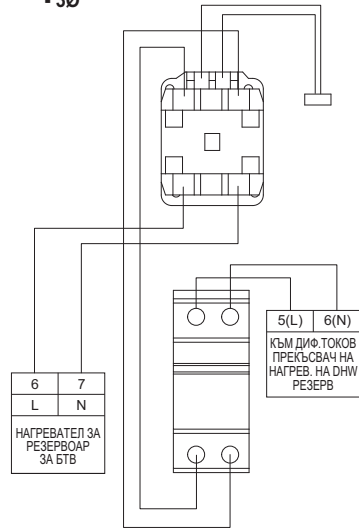 - 3Ø
5(L) 6(N)
КЪМ ДИФ.ТОКОВ
ПРЕКЪСВАЧ НА
НАГРЕВ. НА DHW
РЕЗЕРВ
6 7
L N
НАГРЕВАТЕЛ ЗА
РЕЗЕРВОАР
ЗА БТВ